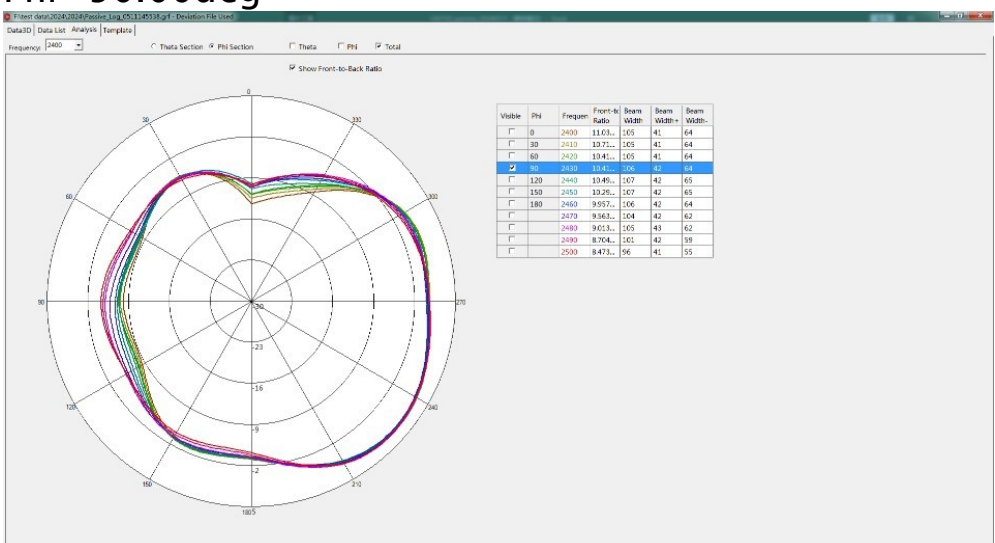 Phi=90.00deg
F:\test data\2024\2024\Passive_Log_0511145538.grf - Deviation File Used
Data3D Data List Analysis Template
Frequency: 2400 Theta Section Phi Section Theta Phi Total
Show Front-to-Back Ratio
0
30 330
60 300
90 270
120 240
150 210
1805
-30
-23
-16
-9
-2
Visible Phi Frequen Front-to Ratio Beam Width Beam Width+ Beam Width-
0 2400 11.03... 105 41 64
30 2410 10.71... 105 41 64
60 2420 10.41... 105 41 64
90 2430 10.41... 106 42 64
120 2440 10.49... 107 42 65
150 2450 10.29... 107 42 65
180 2460 9.957... 106 42 64
2470 9.563... 104 42 62
2480 9.013... 105 43 62
2490 8.704... 101 42 59
2500 8.473... 96 41 55